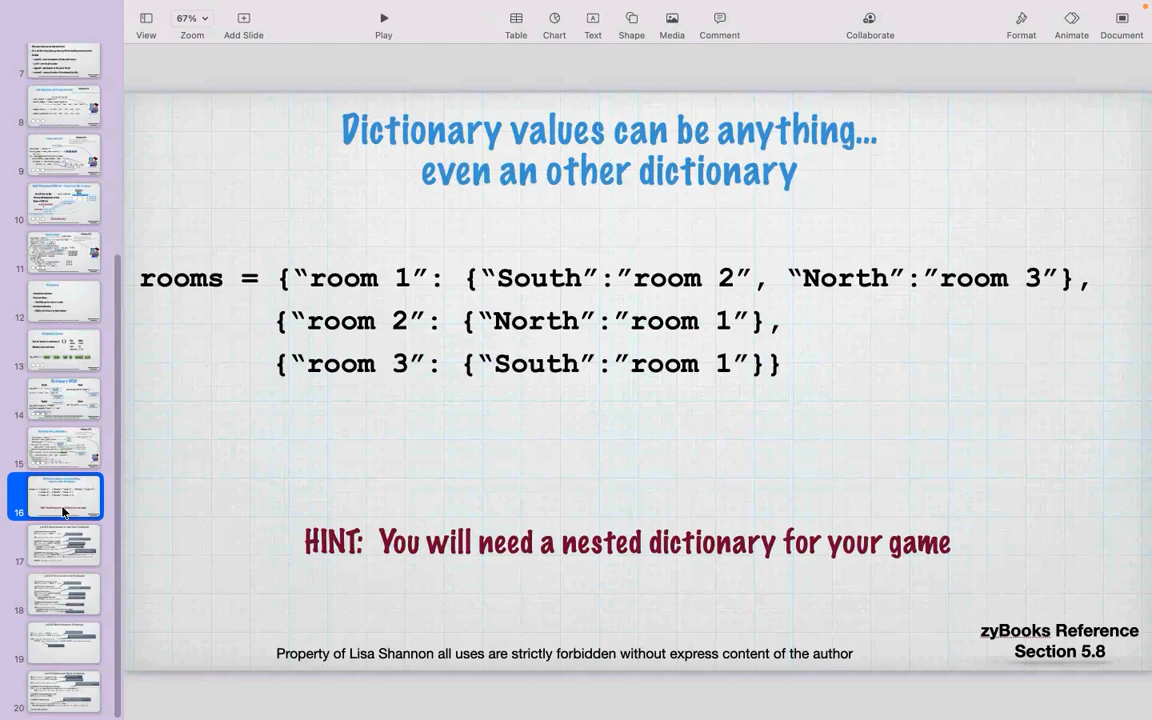 67%
View
Zoom
Add Slide
Play
Table
Chart
Text
Shape
Media
Comment
Collaborate
Format
Animate
Document
7
8
9
10
11
12
13
14
15
16
17
18
19
20
Dictionary values can be anything...
even an other dictionary
rooms = {“room 1”: {“South”:”room 2”, “North”:”room 3”},
{“room 2”: {“North”:”room 1”},
{“room 3”: {“South”:”room 1”}}
HINT: You will need a nested dictionary for your game
zyBooks Reference
Section 5.8
Property of Lisa Shannon all uses are strictly forbidden without express content of the author